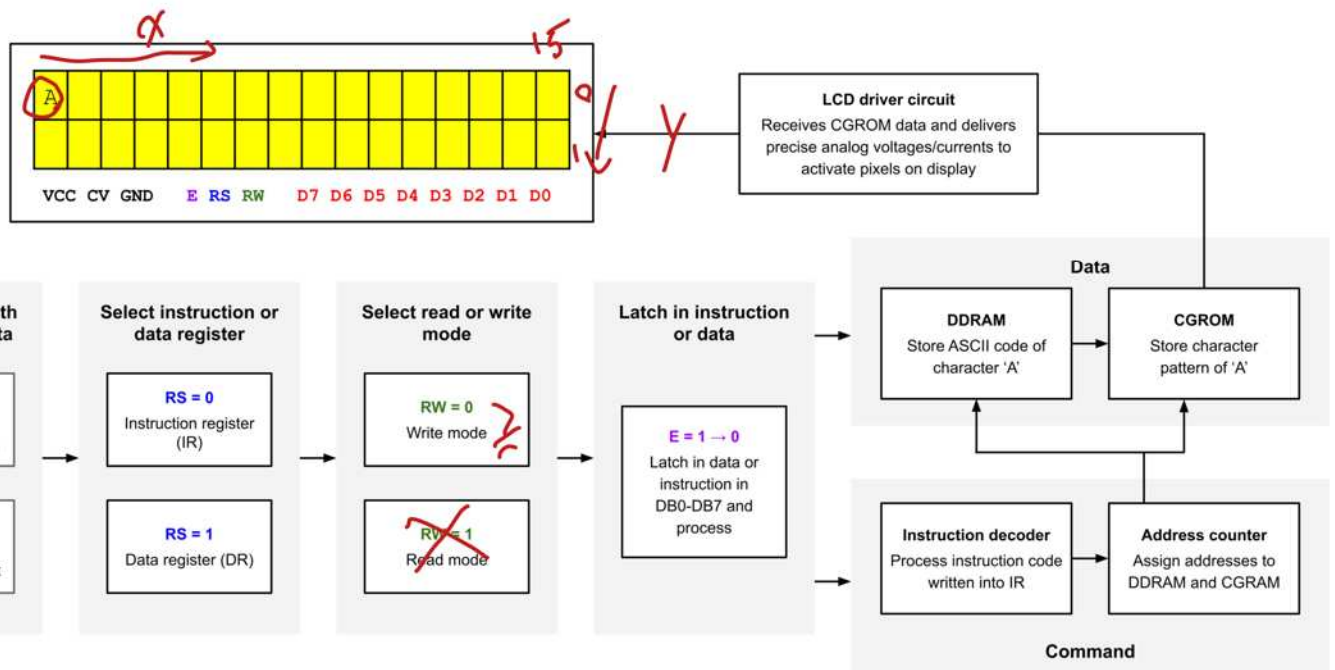 x
15
A
0
1
y
VCC CV GND E RS RW D7 D6 D5 D4 D3 D2 D1 D0
LCD driver circuit
Receives CGROM data and delivers
precise analog voltages/currents to
activate pixels on display
Select instruction or
data register
RS = 0
Instruction register
(IR)
RS = 1
Data register (DR)
Select read or write
mode
RW = 0
Write mode
RW = 1
Read mode
Latch in instruction
or data
E = 1 → 0
Latch in data or
instruction in
DB0-DB7 and
process
Data
DDRAM
Store ASCII code of
character ‘A’
CGROM
Store character
pattern of ‘A’
Instruction decoder
Process instruction code
written into IR
Address counter
Assign addresses to
DDRAM and CGRAM
Command